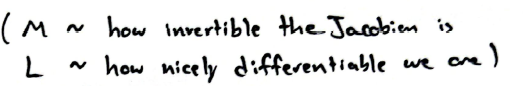 (M ~ how invertible the Jacobian is
L ~ how nicely differentiable we are)